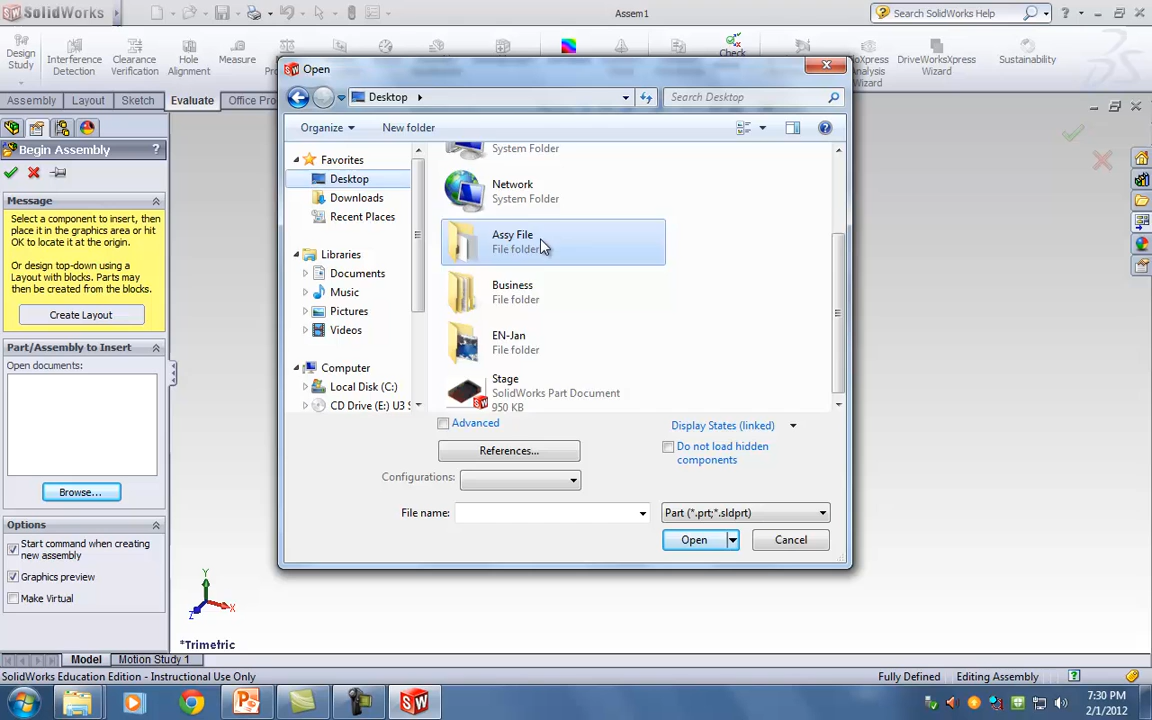 SolidWorks
Assem1
Search SolidWorks Help
Design Study
Interference Detection
Clearance Verification
Hole Alignment
Measure
Check
Xpress Analysis Wizard
DriveWorksXpress Wizard
Sustainability
Assembly
Layout
Sketch
Evaluate
Office Pro
Begin Assembly
?
Message
Select a component to insert, then
place it in the graphics area or hit
OK to locate it at the origin.
Or design top-down using a
Layout with blocks. Parts may
then be created from the blocks.
Create Layout
Part/Assembly to Insert
Open documents:
Browse...
Options
Start command when creating
new assembly
Graphics preview
Make Virtual
Open
Desktop
Search Desktop
Organize
New folder
Favorites
Desktop
Downloads
Recent Places
Libraries
Documents
Music
Pictures
Videos
Computer
Local Disk (C:)
CD Drive (E:) U3 S
System Folder
Network
System Folder
Assy File
File folder
Business
File folder
EN-Jan
File folder
Stage
SolidWorks Part Document
950 KB
Advanced
References...
Configurations:
Display States (linked)
Do not load hidden
components
File name:
Part (*.prt;*.sldprt)
Open
Cancel
Y
X
Z
*Trimetric
Model
Motion Study 1
SolidWorks Education Edition - Instructional Use Only
Fully Defined
Editing Assembly
7:30 PM
2/1/2012